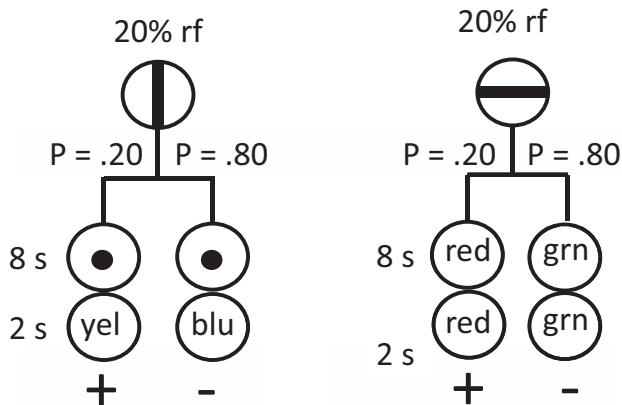 20% rf
20% rf
P = .20 P = .80
P = .20 P = .80
8 s
8 s red grn
2 s yel blu
red grn
2 s
+ -
+ -